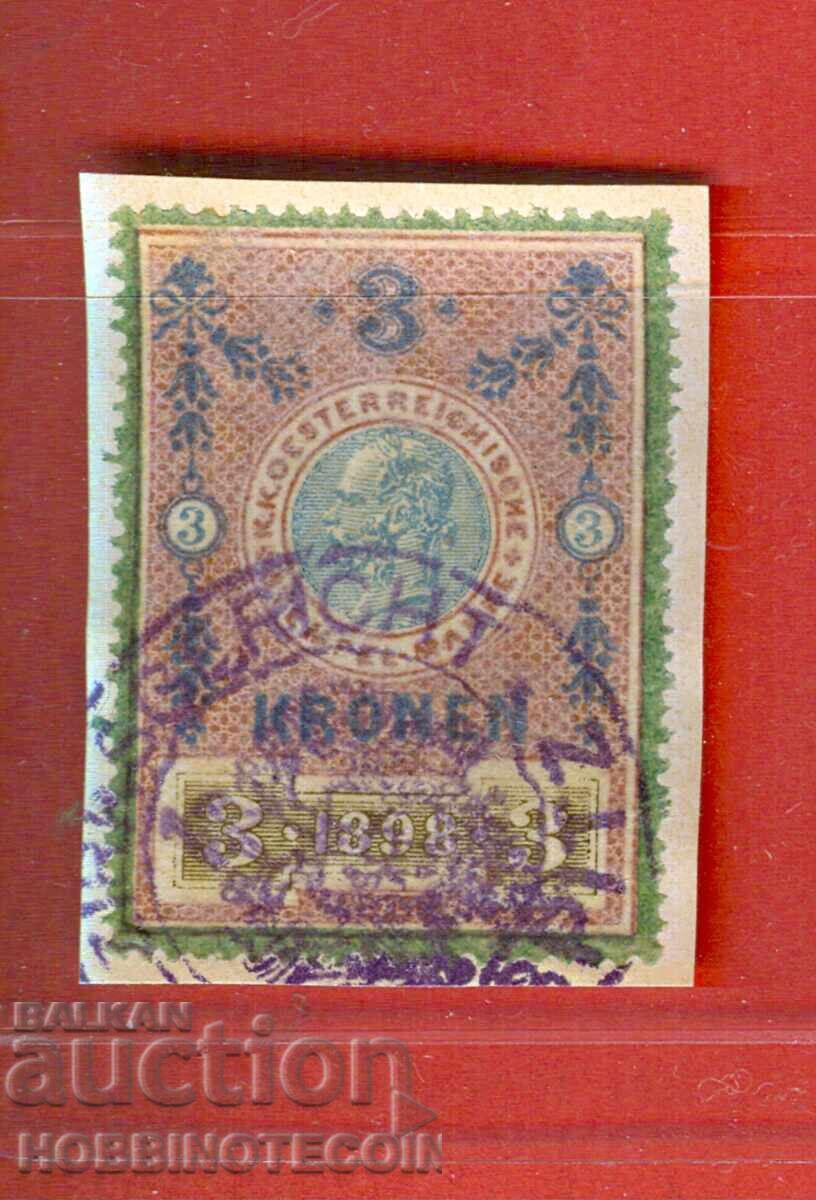 3
K.K.OESTERREICHISCHE
3
3
KRONEN
3 · 1898 · 3
BALKAN
auction
HOBBINOTECOIN